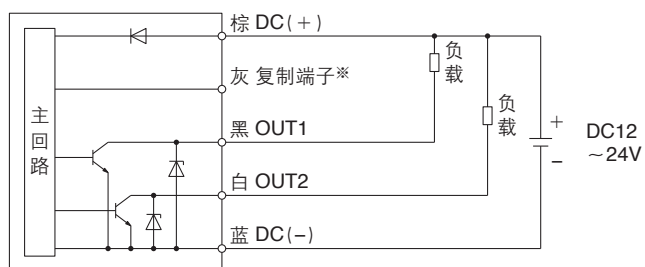 棕 DC(+)
灰 复制端子※
黑 OUT1
白 OUT2
蓝 DC(-)
主回路
负载
负载
+
-
DC12
~24V